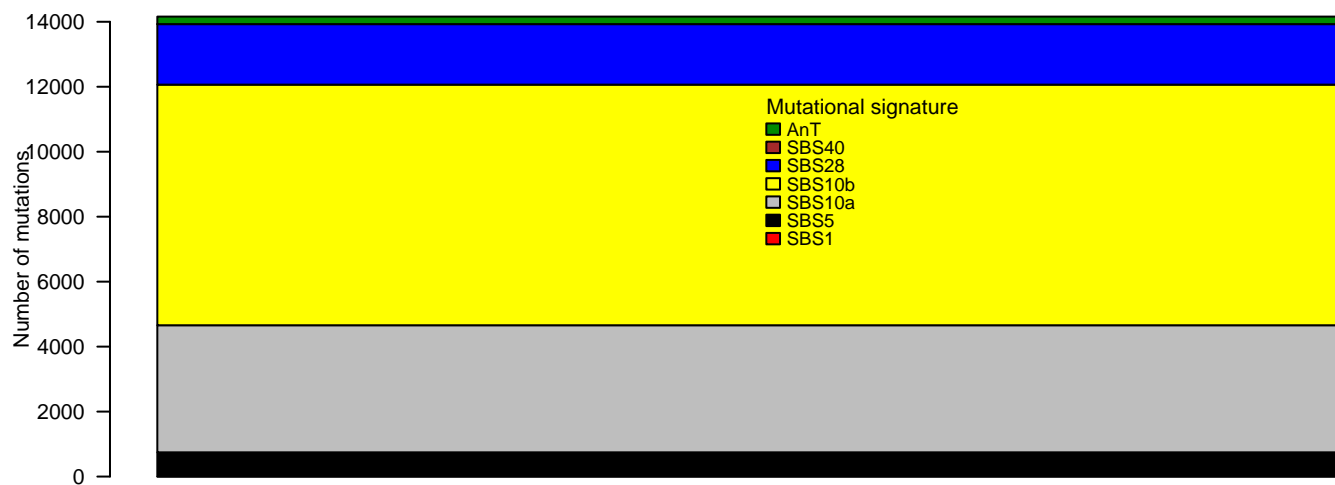 14000
12000
10000
8000
6000
4000
2000
0
Number of mutations
Mutational signature
AnT
SBS40
SBS28
SBS10b
SBS10a
SBS5
SBS1